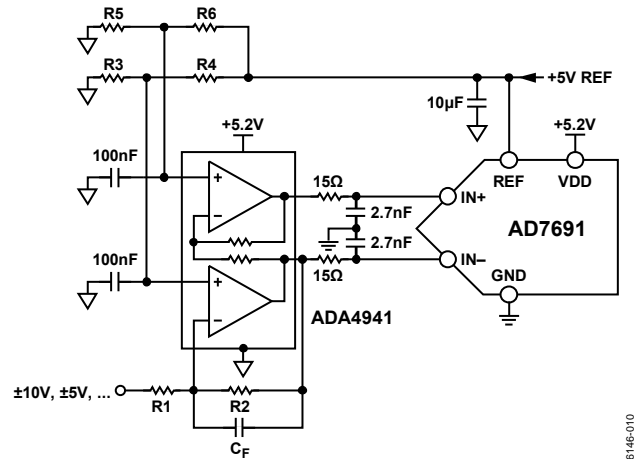 R5
R6
R3
R4
+5V REF
10µF
+5.2V
+5.2V
100nF
REF
VDD
+
15Ω
IN+
–
2.7nF
AD7691
2.7nF
100nF
15Ω
IN–
+
GND
–
ADA4941
±10V, ±5V, ...
R1
R2
CF
6146-010